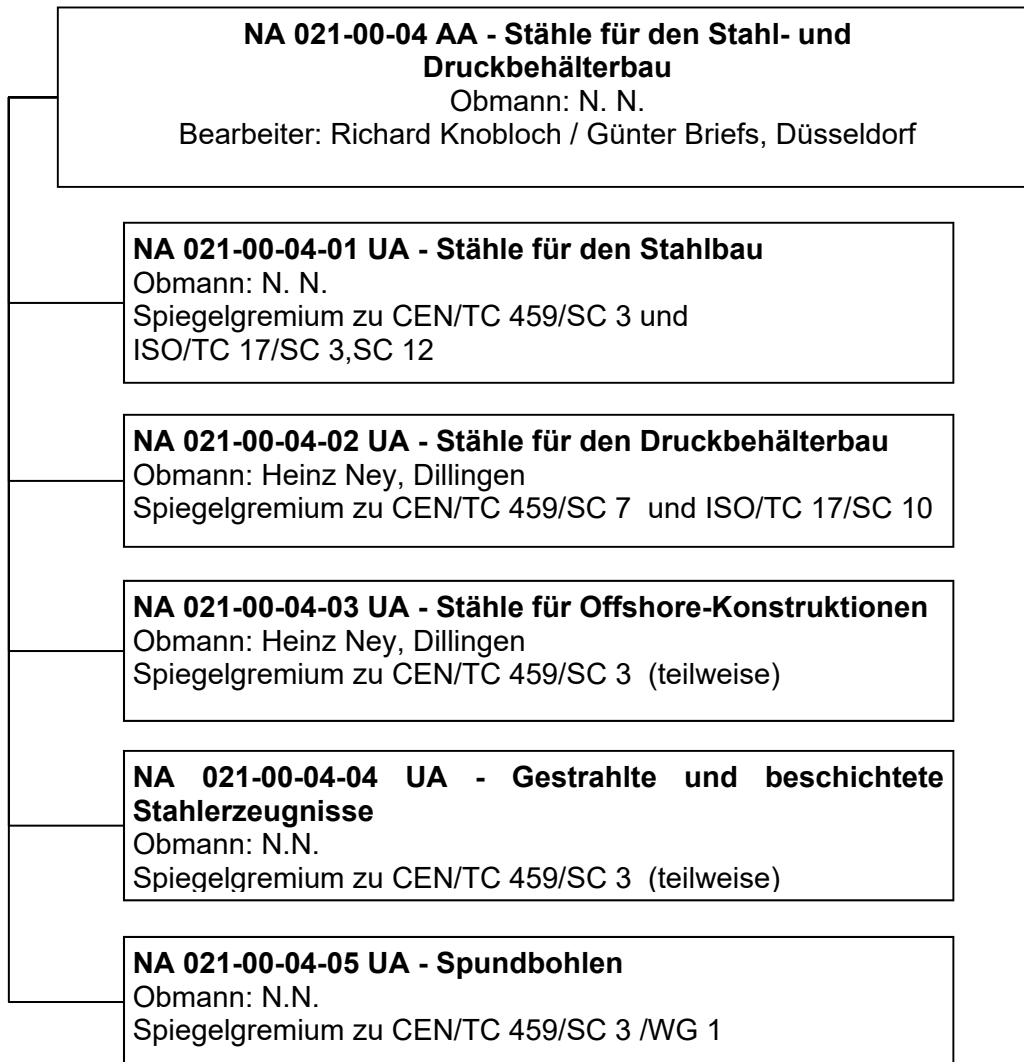 NA 021-00-04 AA - Stähle für den Stahl- und
Druckbehälterbau
Obmann: N. N.
Bearbeiter: Richard Knobloch / Günter Briefs, Düsseldorf
NA 021-00-04-01 UA - Stähle für den Stahlbau
Obmann: N. N.
Spiegelgremium zu CEN/TC 459/SC 3 und
ISO/TC 17/SC 3,SC 12
NA 021-00-04-02 UA - Stähle für den Druckbehälterbau
Obmann: Heinz Ney, Dillingen
Spiegelgremium zu CEN/TC 459/SC 7 und ISO/TC 17/SC 10
NA 021-00-04-03 UA - Stähle für Offshore-Konstruktionen
Obmann: Heinz Ney, Dillingen
Spiegelgremium zu CEN/TC 459/SC 3 (teilweise)
NA 021-00-04-04 UA - Gestrahlte und beschichtete
Stahlerzeugnisse
Obmann: N.N.
Spiegelgremium zu CEN/TC 459/SC 3 (teilweise)
NA 021-00-04-05 UA - Spundbohlen
Obmann: N.N.
Spiegelgremium zu CEN/TC 459/SC 3 /WG 1